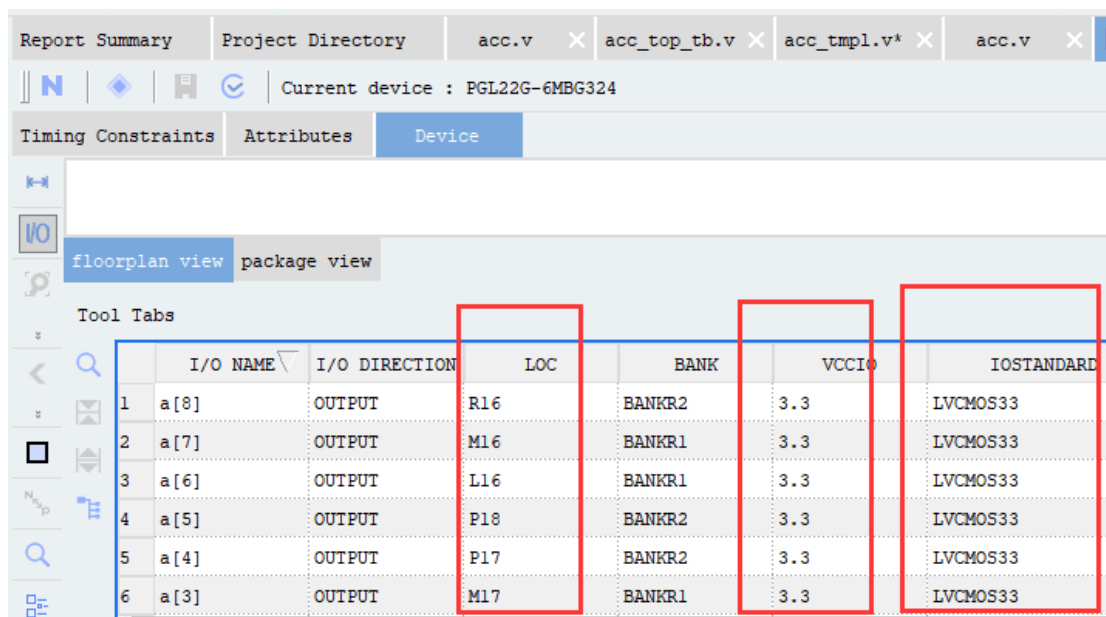 Report Summary Project Directory acc.v acc_top_tb.v acc_tmpl.v* acc.v
N Current device : PGL22G-6MBG324
Timing Constraints Attributes Device
I/O
floorplan view package view
Tool Tabs
I/O NAME I/O DIRECTION LOC BANK VCCIO IOSTANDARD
1 a[8] OUTPUT R16 BANKR2 3.3 LVCMOS33
2 a[7] OUTPUT M16 BANKR1 3.3 LVCMOS33
3 a[6] OUTPUT L16 BANKR1 3.3 LVCMOS33
4 a[5] OUTPUT P18 BANKR2 3.3 LVCMOS33
5 a[4] OUTPUT P17 BANKR2 3.3 LVCMOS33
6 a[3] OUTPUT M17 BANKR1 3.3 LVCMOS33